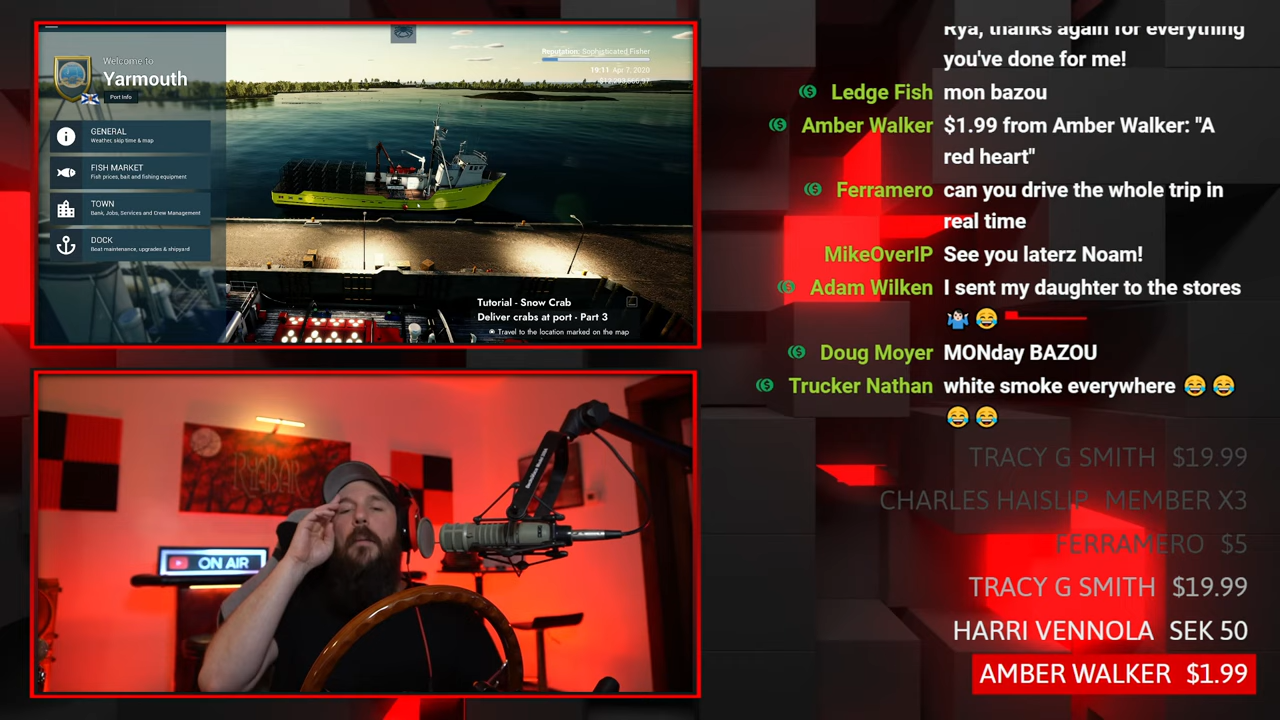 Welcome to
Yarmouth
Port Info
GENERAL
Weather, skip time & map
FISH MARKET
Fish prices, bait and fishing equipment
TOWN
Bank, Jobs, Services and Crew Management
DOCK
Boat maintenance, upgrades & shipyard
Reputation: Sophisticated Fisher
19:11 Apr 7, 2020
Tutorial - Snow Crab
Deliver crabs at port - Part 3
Travel to the location marked on the map
RYABAR
ON AIR
Rya, thanks again for everything
you've done for me!
Ledge Fish mon bazou
Amber Walker $1.99 from Amber Walker: "A
red heart"
Ferramero can you drive the whole trip in
real time
MikeOverIP See you laterz Noam!
Adam Wilken I sent my daughter to the stores
🤷🏻‍♂️ 😂
Doug Moyer MONday BAZOU
Trucker Nathan white smoke everywhere 😂 😂
😂 😂
TRACY G SMITH $19.99
CHARLES HAISLIP MEMBER X3
FERRAMERO $5
TRACY G SMITH $19.99
HARRI VENNOLA SEK 50
AMBER WALKER $1.99